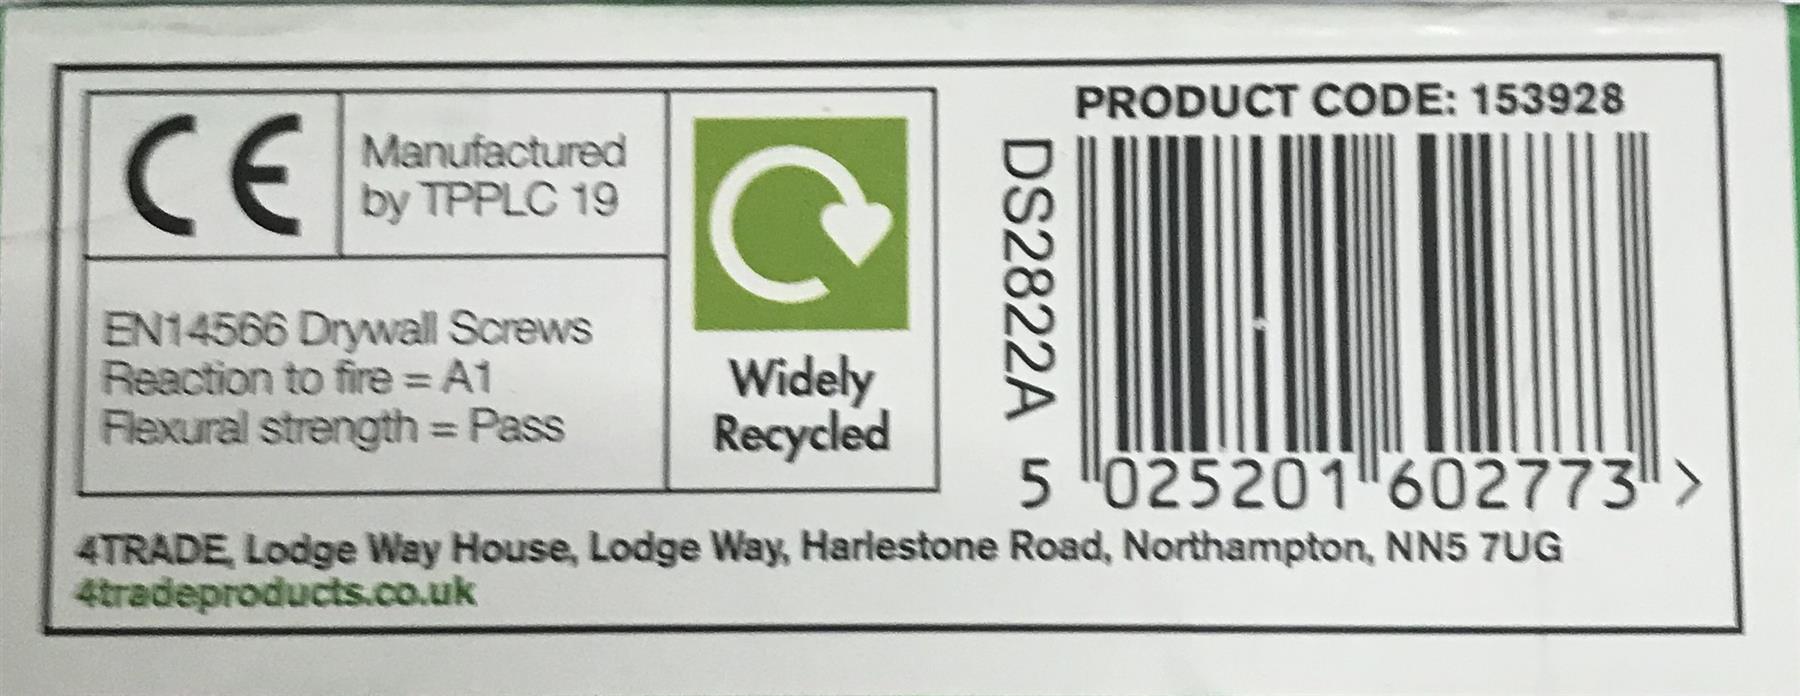 CE
Manufactured
by TPPLC 19
EN14566 Drywall Screws
Reaction to fire = A1
Flexural strength = Pass
Widely
Recycled
PRODUCT CODE: 153928
DS2822A
5 025201 602773 >
4TRADE, Lodge Way House, Lodge Way, Harlestone Road, Northampton, NN5 7UG
4tradeproducts.co.uk